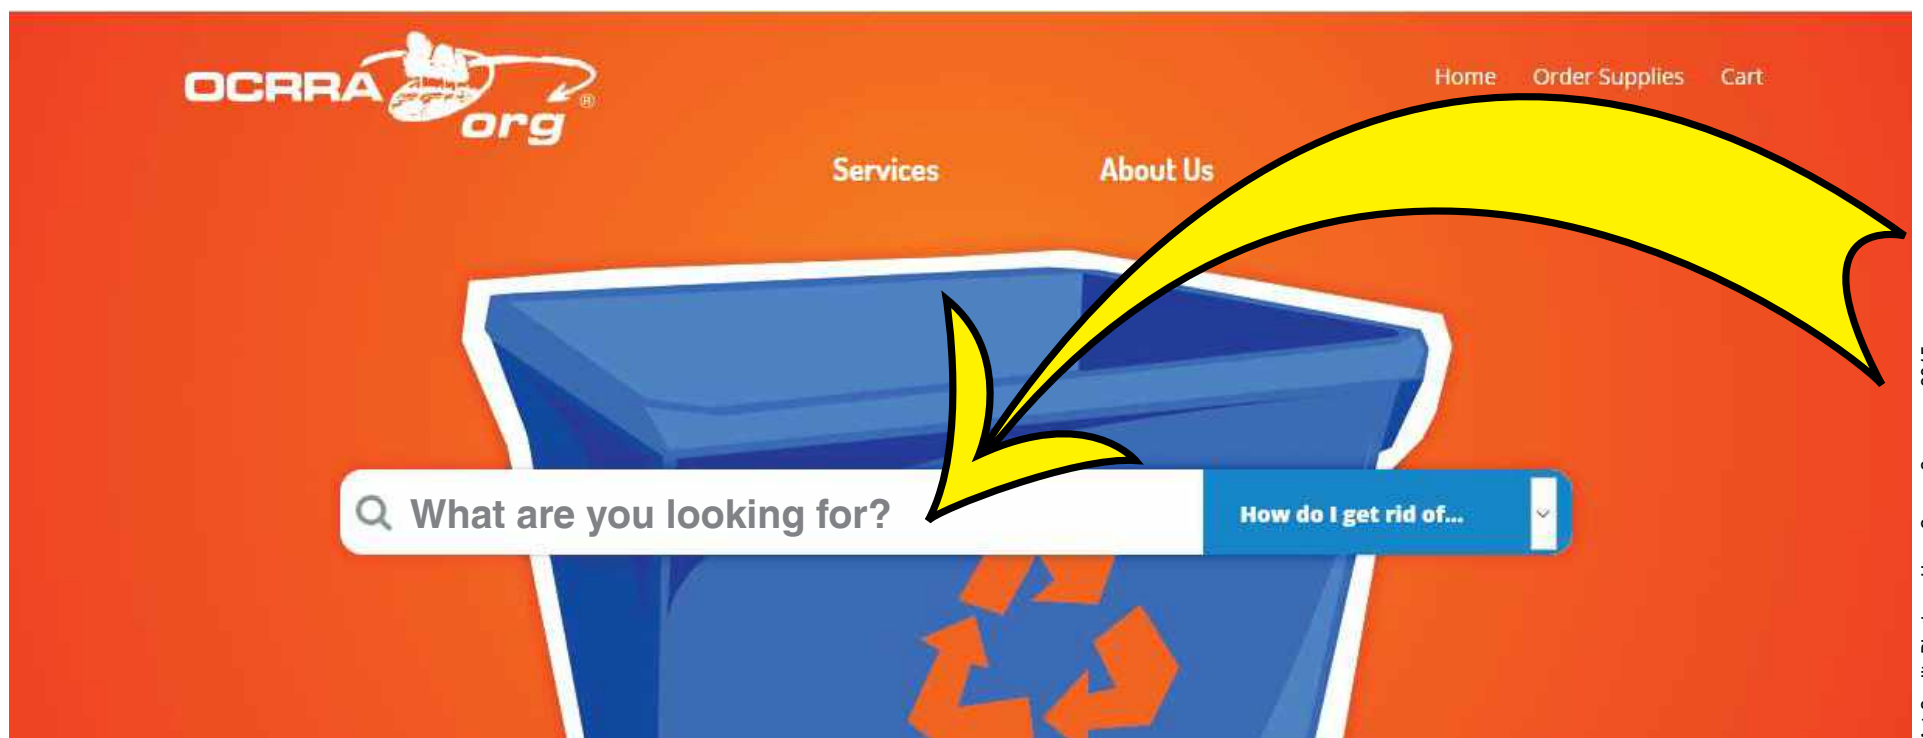 OCRRA
org®
Home Order Supplies Cart
Services About Us
What are you looking for?
How do I get rid of...